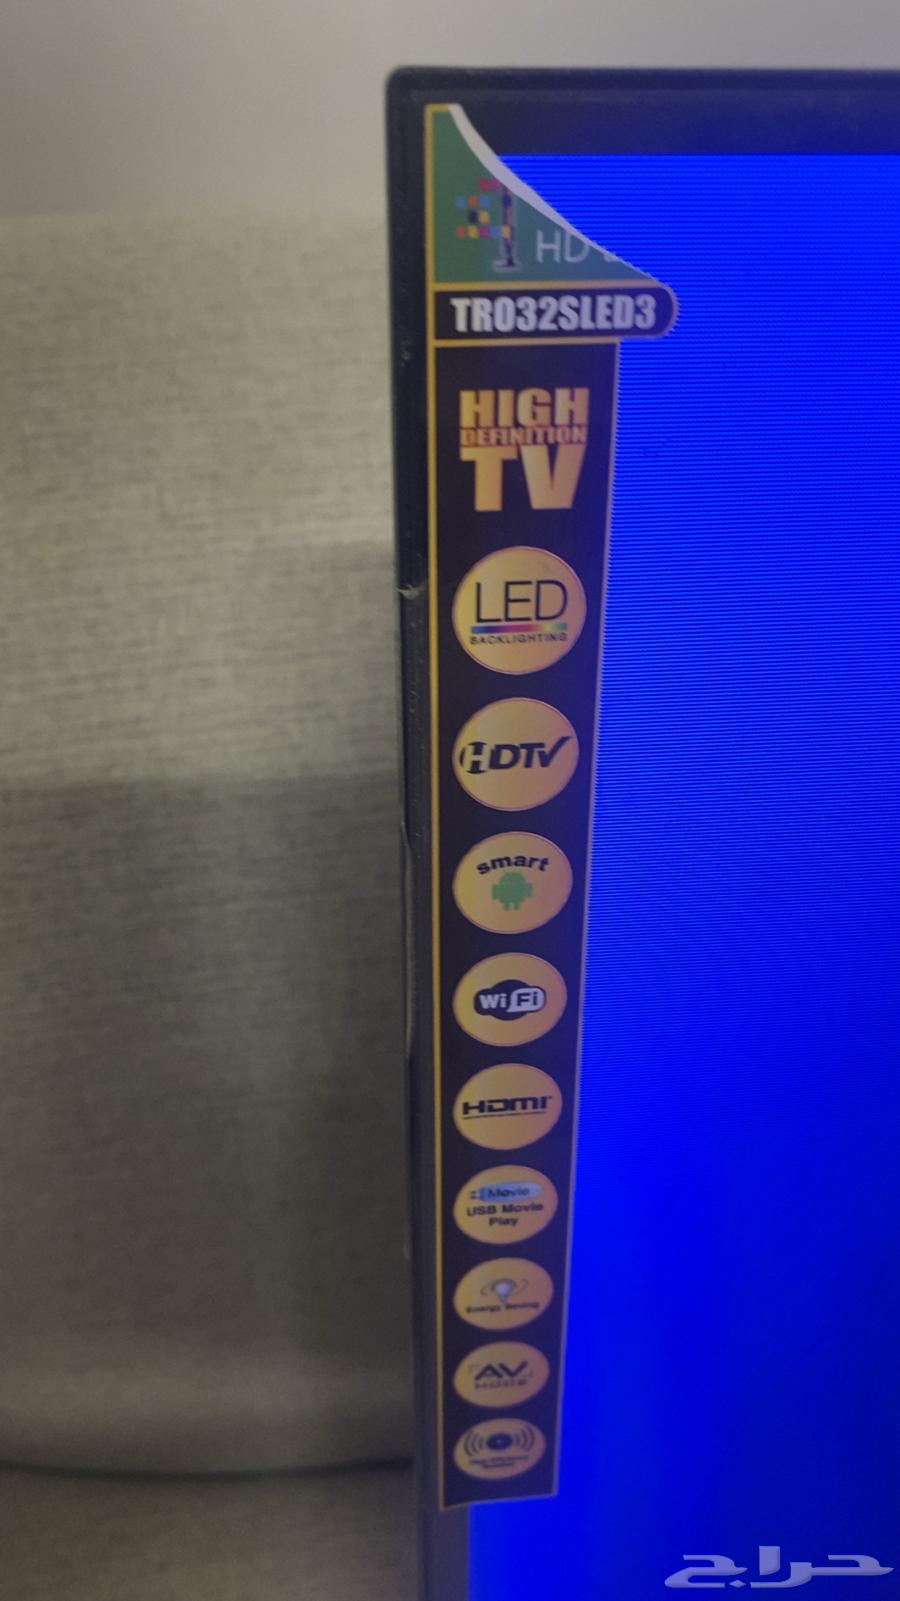 HD
TRO32SLED3
HIGH
DEFINITION
TV
LED
BACKLIGHTING
HDTV
smart
WiFi
HDMI
Movie
USB Movie
Play
Energy Saving
AV
MODE
حراج